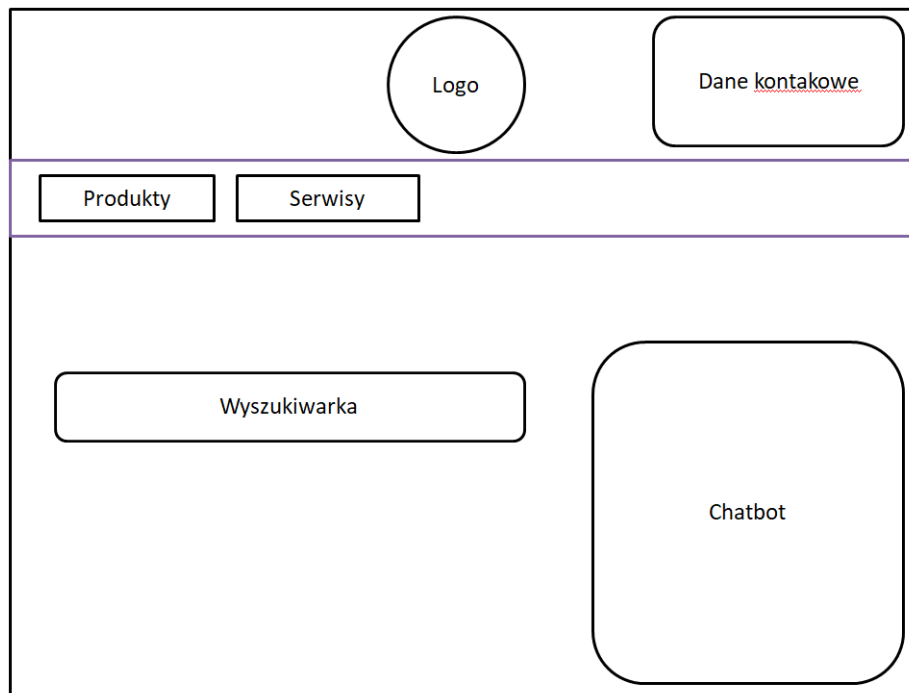 Logo
Dane kontakowe
Produkty
Serwisy
Wyszukiwarka
Chatbot